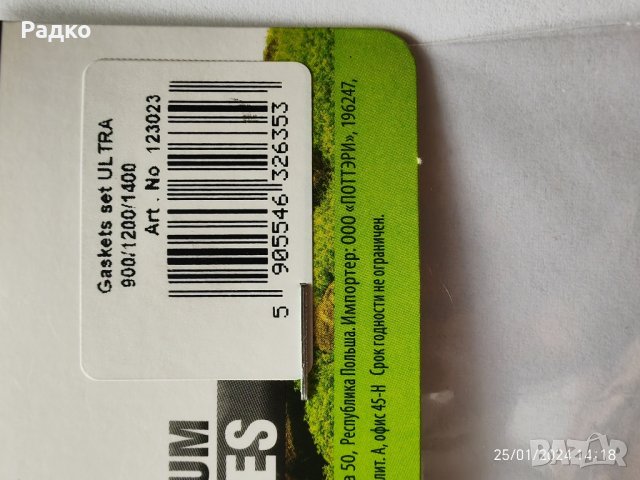 Радко
Gaskets set ULTRA
900/1200/1400
Art. No 123023
5 905546 326353
а 50, Республика Польша. Импортер: ООО «ПОТТЭРИ», 196247,
лит. А, офис 45-Н Срок годности не ограничен.
UM
ES
25/01/2024 14:18
BAZAR